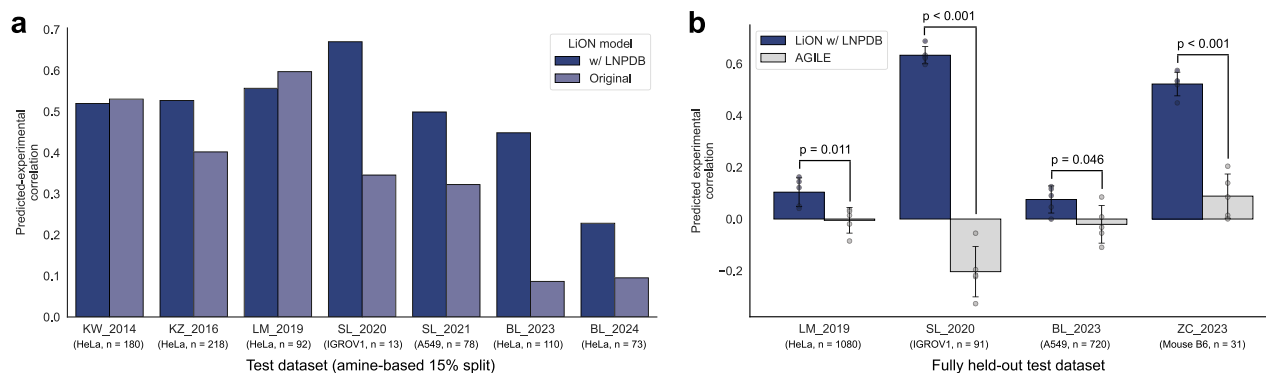 a
0.7
0.6
0.5
0.4
0.3
0.2
0.1
0.0
Predicted-experimental
correlation
LiON model
w/ LNPDB
Original
KW_2014
(HeLa, n = 180)
KZ_2016
(HeLa, n = 218)
LM_2019
(HeLa, n = 92)
SL_2020
(IGROV1, n = 13)
SL_2021
(A549, n = 78)
BL_2023
(HeLa, n = 110)
BL_2024
(HeLa, n = 73)
Test dataset (amine-based 15% split)
b
0.6
0.4
0.2
0.0
−0.2
Predicted experimental
correlation
LiON w/ LNPDB
AGILE
p = 0.011
p < 0.001
p = 0.046
p < 0.001
LM_2019
(HeLa, n = 1080)
SL_2020
(IGROV1, n = 91)
BL_2023
(A549, n = 720)
ZC_2023
(Mouse B6, n = 31)
Fully held-out test dataset